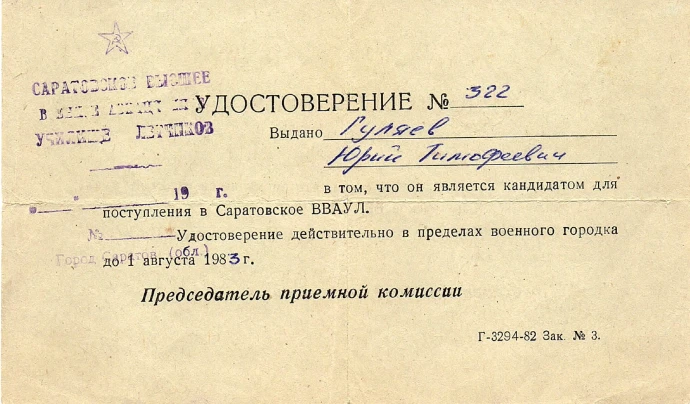 САРАТОВСКОЕ ВЫСШЕЕ
УЧИЛИЩЕ ЛЕТЧИКОВ
УДОСТОВЕРЕНИЕ № 322
Выдано Гуляев
Юрий Тимофеевич
19 г.
в том, что он является кандидатом для
поступления в Саратовское ВВАУЛ.
№
Удостоверение действительно в пределах военного городка
Город Саратов (обл.)
до 1 августа 1983 г.
Председатель приемной комиссии
Г-3294-82 Зак. № 3.